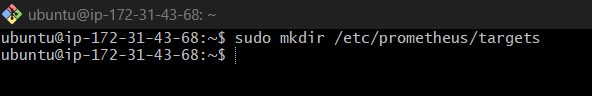 ubuntu@ip-172-31-43-68: ~
ubuntu@ip-172-31-43-68:~$ sudo mkdir /etc/prometheus/targets
ubuntu@ip-172-31-43-68:~$